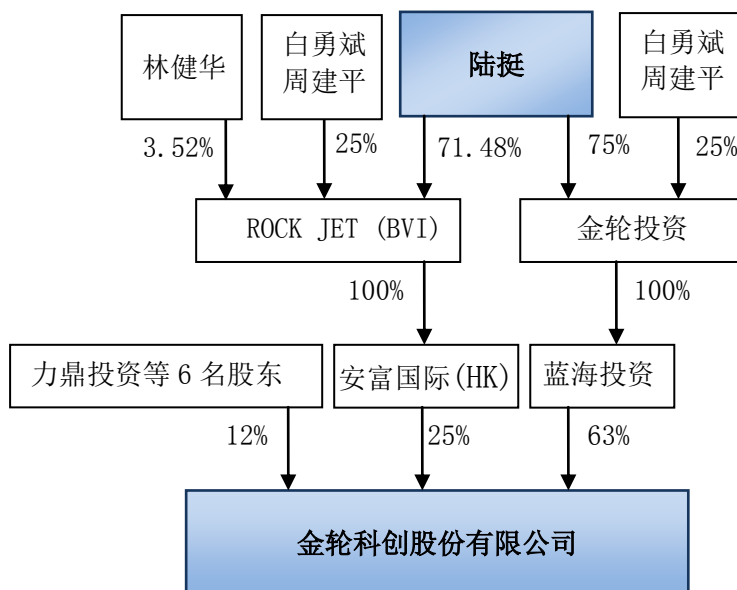 林健华
白勇斌
周建平
陆挺
白勇斌
周建平
3.52%
25%
71.48%
75%
25%
ROCK JET (BVI)
金轮投资
100%
100%
力鼎投资等 6 名股东
安富国际(HK)
蓝海投资
12%
25%
63%
金轮科创股份有限公司